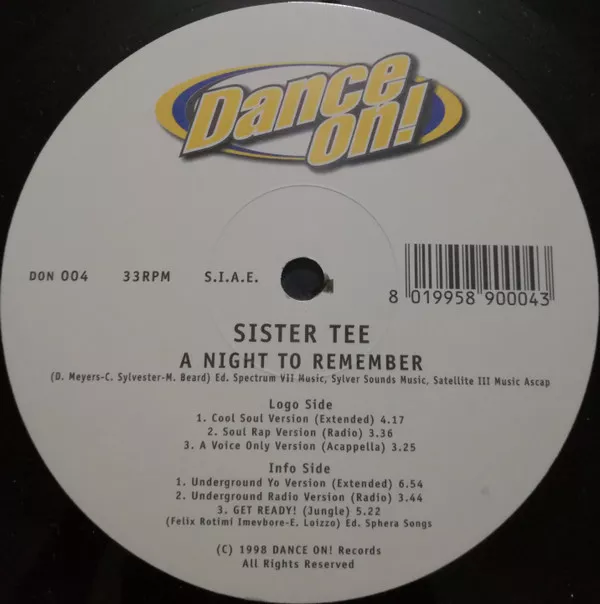 Dance
on!
DON 004 33RPM S.I.A.E.
8 019958 900043
SISTER TEE
A NIGHT TO REMEMBER
(D. Meyers-C. Sylvester-M. Beard) Ed. Spectrum VII Music, Sylver Sounds Music, Satellite III Music Ascap
Logo Side
1. Cool Soul Version (Extended) 4.17
2. Soul Rap Version (Radio) 3.36
3. A Voice Only Version (Acappella) 3.25
Info Side
1. Underground Yo Version (Extended) 6.54
2. Underground Radio Version (Radio) 3.44
3. GET READY! (Jungle) 5.22
(Felix Rotimi Imevbore-E. Loizzo) Ed. Sphera Songs
(C) 1998 DANCE ON! Records
All Rights Reserved